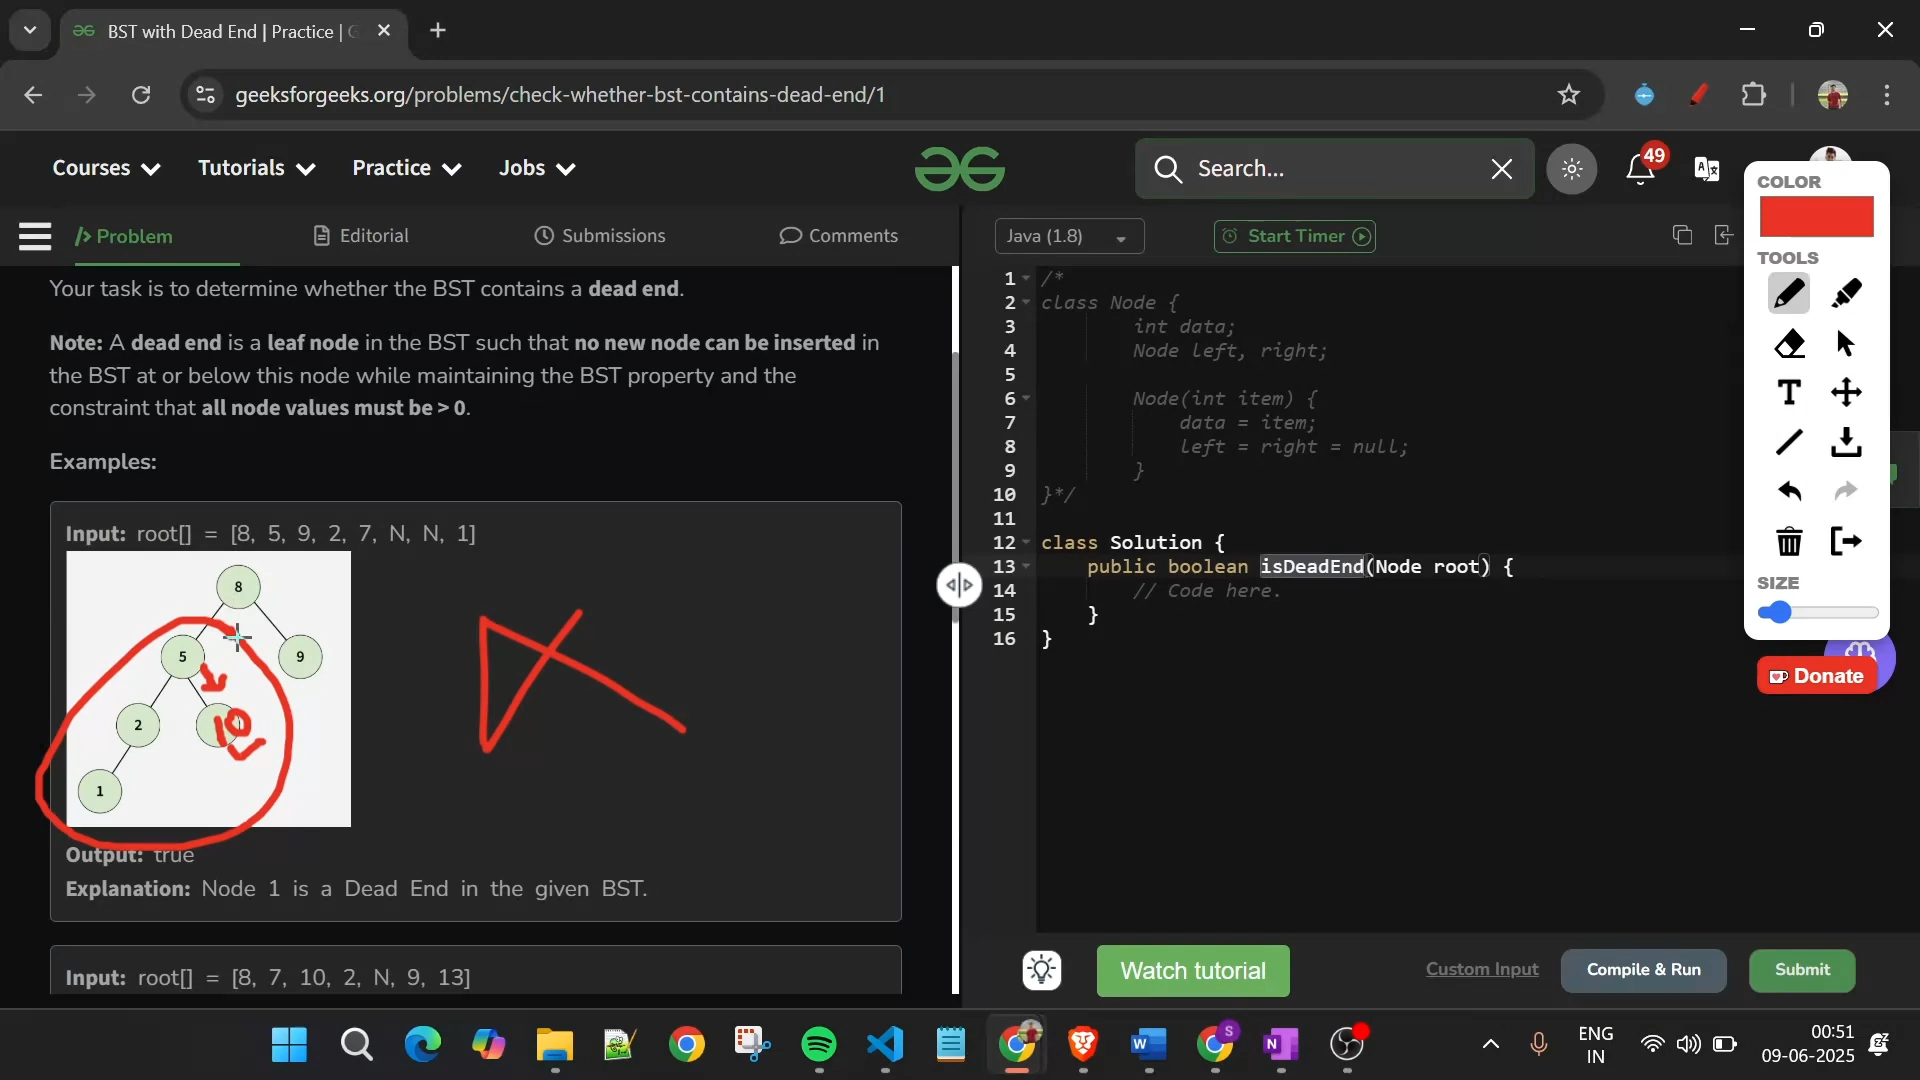 BST with Dead End | Practice | G
geeksforgeeks.org/problems/check-whether-bst-contains-dead-end/1
Courses Tutorials Practice Jobs
Search...
49
Problem Editorial Submissions Comments
Your task is to determine whether the BST contains a dead end.
Note: A dead end is a leaf node in the BST such that no new node can be inserted in
the BST at or below this node while maintaining the BST property and the
constraint that all node values must be > 0.
Examples:
Input: root[] = [8, 5, 9, 2, 7, N, N, 1]
8
5 9
2 10
1
Output: true
Explanation: Node 1 is a Dead End in the given BST.
Input: root[] = [8, 7, 10, 2, N, 9, 13]
Java (1.8) Start Timer
1 /*
2 class Node {
3 int data;
4 Node left, right;
5
6 Node(int item) {
7 data = item;
8 left = right = null;
9 }
10 }*/
11
12 class Solution {
13 public boolean isDeadEnd(Node root) {
14 // Code here.
15 }
16 }
COLOR
TOOLS
T
SIZE
Donate
Watch tutorial Custom Input Compile & Run Submit
S
ENG
IN
00:51
09-06-2025